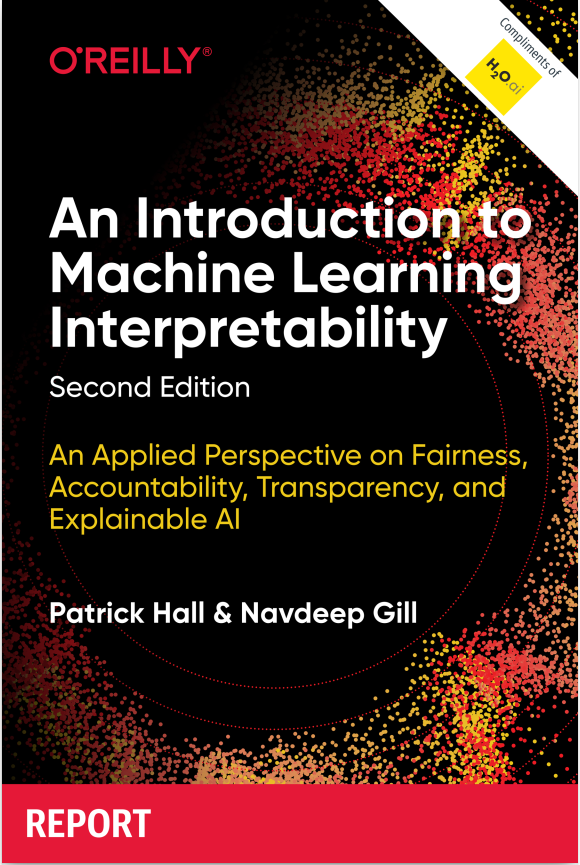 O'REILLY®
Compliments of
H2O.ai
An Introduction to
Machine Learning
Interpretability
Second Edition
An Applied Perspective on Fairness,
Accountability, Transparency, and
Explainable AI
Patrick Hall & Navdeep Gill
REPORT